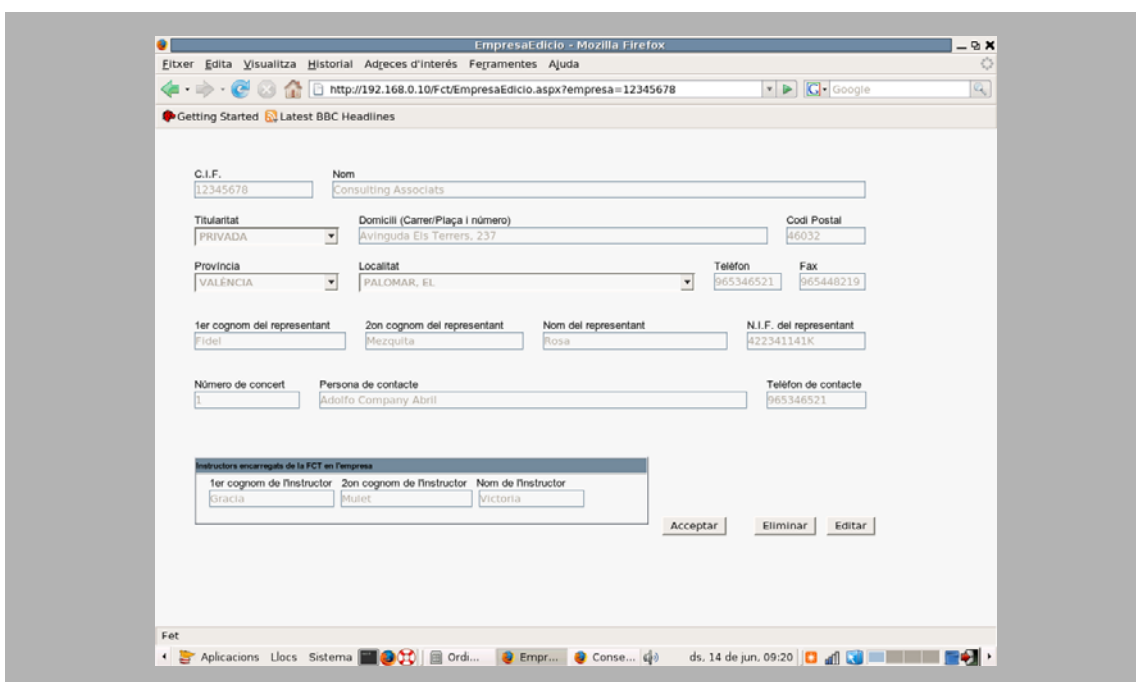 EmpresaEdicio - Mozilla Firefox
Fitxer Edita Visualitza Historial Adreces d'interés Ferramentes Ajuda
http://192.168.0.10/Fct/EmpresaEdicio.aspx?empresa=12345678 Google
Getting Started Latest BBC Headlines
C.I.F. Nom
12345678 Consulting Associats
Titularitat Domicili (Carrer/Plaça i número) Codi Postal
PRIVADA Avinguda Els Terrers, 237 46032
Província Localitat Telèfon Fax
VALÈNCIA PALOMAR, EL 965346521 965448219
1er cognom del representant 2on cognom del representant Nom del representant N.I.F. del representant
Fidel Mezquita Rosa 422341141K
Número de concert Persona de contacte Telèfon de contacte
1 Adolfo Company Abril 965346521
Instructors encarregats de la FCT en l'empresa
1er cognom de l'instructor 2on cognom de l'instructor Nom de l'instructor
Gracia Mulet Victoria
Acceptar Eliminar Editar
Fet
Aplicacions Llocs Sistema Ordi... Empr... Conse... ds, 14 de jun, 09:20